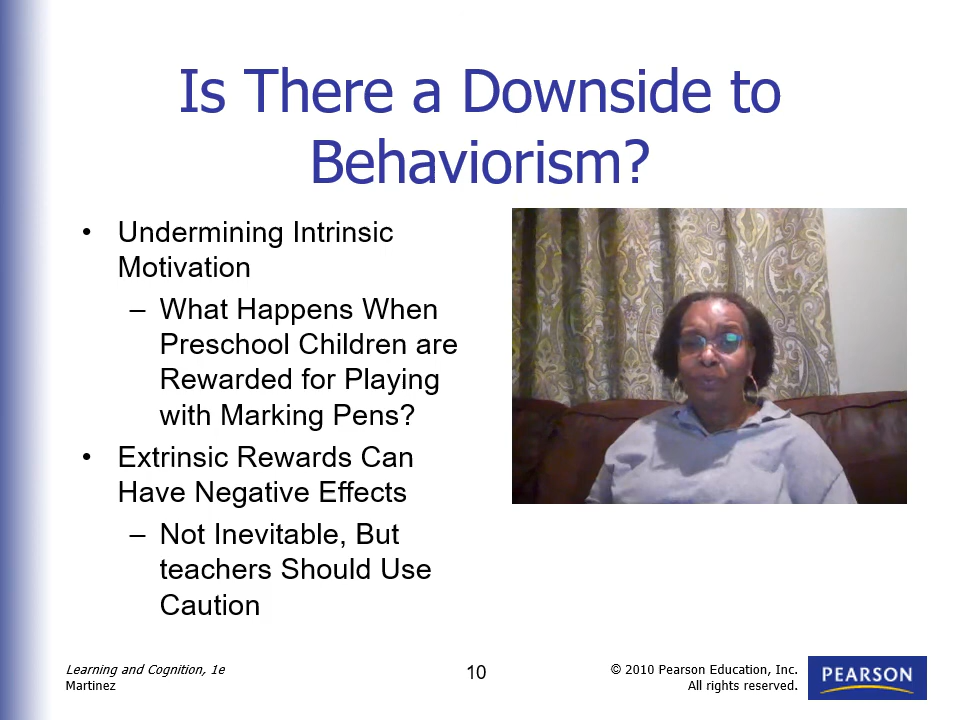 Is There a Downside to
Behaviorism?
• Undermining Intrinsic
Motivation
– What Happens When
Preschool Children are
Rewarded for Playing
with Marking Pens?
• Extrinsic Rewards Can
Have Negative Effects
– Not Inevitable, But
teachers Should Use
Caution
Learning and Cognition, 1e
Martinez
10
© 2010 Pearson Education, Inc.
All rights reserved.
PEARSON